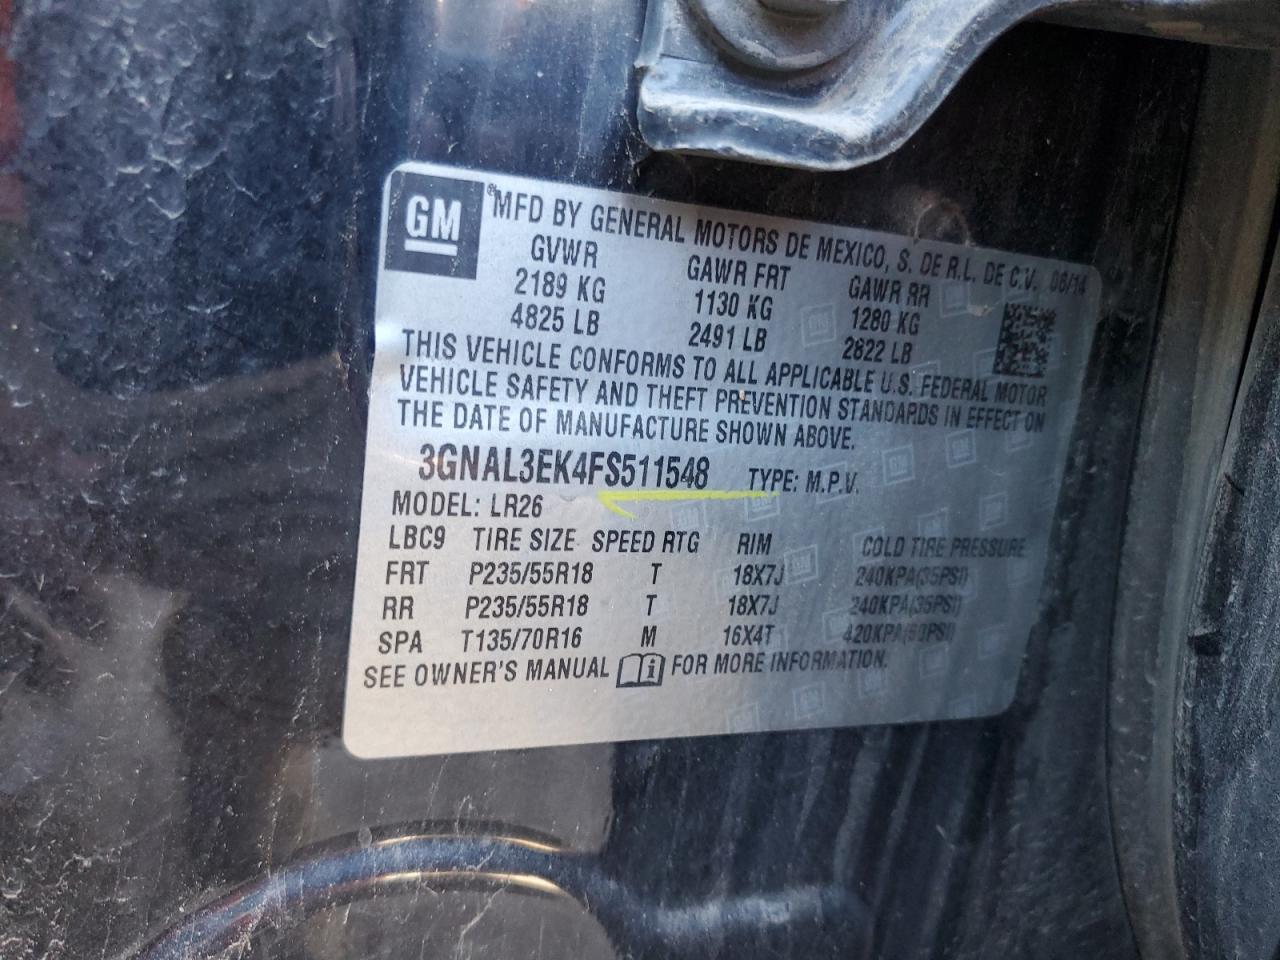 GM ® MFD BY GENERAL MOTORS DE MEXICO, S. DE R.L. DE C.V. 08/14
GVWR GAWR FRT GAWR RR
2189 KG 1130 KG 1280 KG
4825 LB 2491 LB 2822 LB
THIS VEHICLE CONFORMS TO ALL APPLICABLE U.S. FEDERAL MOTOR
VEHICLE SAFETY AND THEFT PREVENTION STANDARDS IN EFFECT ON
THE DATE OF MANUFACTURE SHOWN ABOVE.
3GNAL3EK4FS511548 TYPE: M.P.V.
MODEL: LR26
LBC9 TIRE SIZE SPEED RTG RIM COLD TIRE PRESSURE
FRT P235/55R18 T 18X7J 240KPA(35PSI)
RR P235/55R18 T 18X7J 240KPA(35PSI)
SPA T135/70R16 M 16X4T 420KPA(60PSI)
SEE OWNER'S MANUAL FOR MORE INFORMATION.